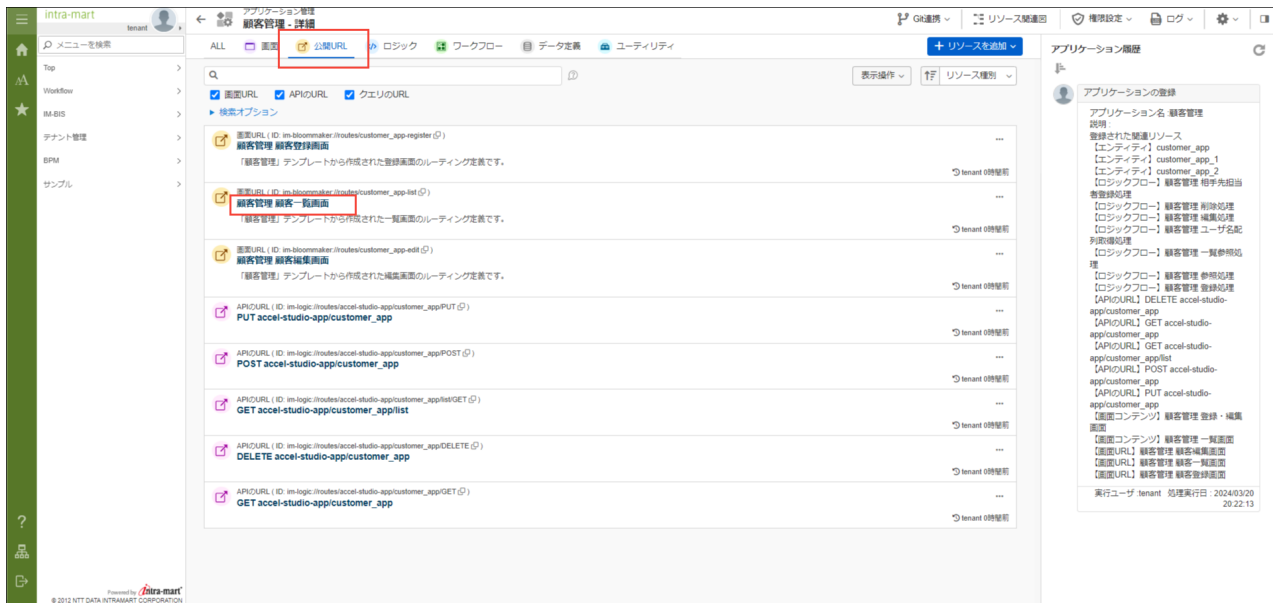 intra-mart
tenant
メニューを検索
Top
Workflow
IM-BIS
テナント管理
BPM
サンプル
Powered by intra-mart
© 2012 NTT DATA INTRAMART CORPORATION
アプリケーション管理
顧客管理 - 詳細
Git連携
リソース関連図
権限設定
ログ
ALL
画面
公開URL
ロジック
ワークフロー
データ定義
ユーティリティ
+ リソースを追加
表示操作
リソース種別
画面URL
APIのURL
クエリのURL
検索オプション
画面URL ( ID: im-bloommaker://routes/customer_app-register )
顧客管理 顧客登録画面
「顧客管理」テンプレートから作成された登録画面のルーティング定義です。
tenant 0時間前
画面URL ( ID: im-bloommaker://routes/customer_app-list )
顧客管理 顧客一覧画面
「顧客管理」テンプレートから作成された一覧画面のルーティング定義です。
tenant 0時間前
画面URL ( ID: im-bloommaker://routes/customer_app-edit )
顧客管理 顧客編集画面
「顧客管理」テンプレートから作成された編集画面のルーティング定義です。
tenant 0時間前
APIのURL ( ID: im-logic://routes/accel-studio-app/customer_app/PUT )
PUT accel-studio-app/customer_app
tenant 0時間前
APIのURL ( ID: im-logic://routes/accel-studio-app/customer_app/POST )
POST accel-studio-app/customer_app
tenant 0時間前
APIのURL ( ID: im-logic://routes/accel-studio-app/customer_app/list/GET )
GET accel-studio-app/customer_app/list
tenant 0時間前
APIのURL ( ID: im-logic://routes/accel-studio-app/customer_app/DELETE )
DELETE accel-studio-app/customer_app
tenant 0時間前
APIのURL ( ID: im-logic://routes/accel-studio-app/customer_app/GET )
GET accel-studio-app/customer_app
tenant 0時間前
アプリケーション履歴
アプリケーションの登録
アプリケーション名 :顧客管理
説明 :
登録された関連リソース
【エンティティ】customer_app
【エンティティ】customer_app_1
【エンティティ】customer_app_2
【ロジックフロー】顧客管理 相手先担当
者登録処理
【ロジックフロー】顧客管理 削除処理
【ロジックフロー】顧客管理 編集処理
【ロジックフロー】顧客管理 ユーザ名配
列取得処理
【ロジックフロー】顧客管理 一覧参照処
理
【ロジックフロー】顧客管理 参照処理
【ロジックフロー】顧客管理 登録処理
【APIのURL】DELETE accel-studio-
app/customer_app
【APIのURL】GET accel-studio-
app/customer_app
【APIのURL】GET accel-studio-
app/customer_app/list
【APIのURL】POST accel-studio-
app/customer_app
【APIのURL】PUT accel-studio-
app/customer_app
【画面コンテンツ】顧客管理 登録・編集
画面
【画面コンテンツ】顧客管理 一覧画面
【画面URL】顧客管理 顧客編集画面
【画面URL】顧客管理 顧客一覧画面
【画面URL】顧客管理 顧客登録画面
実行ユーザ :tenant 処理実行日 : 2024/03/20
20:22:13